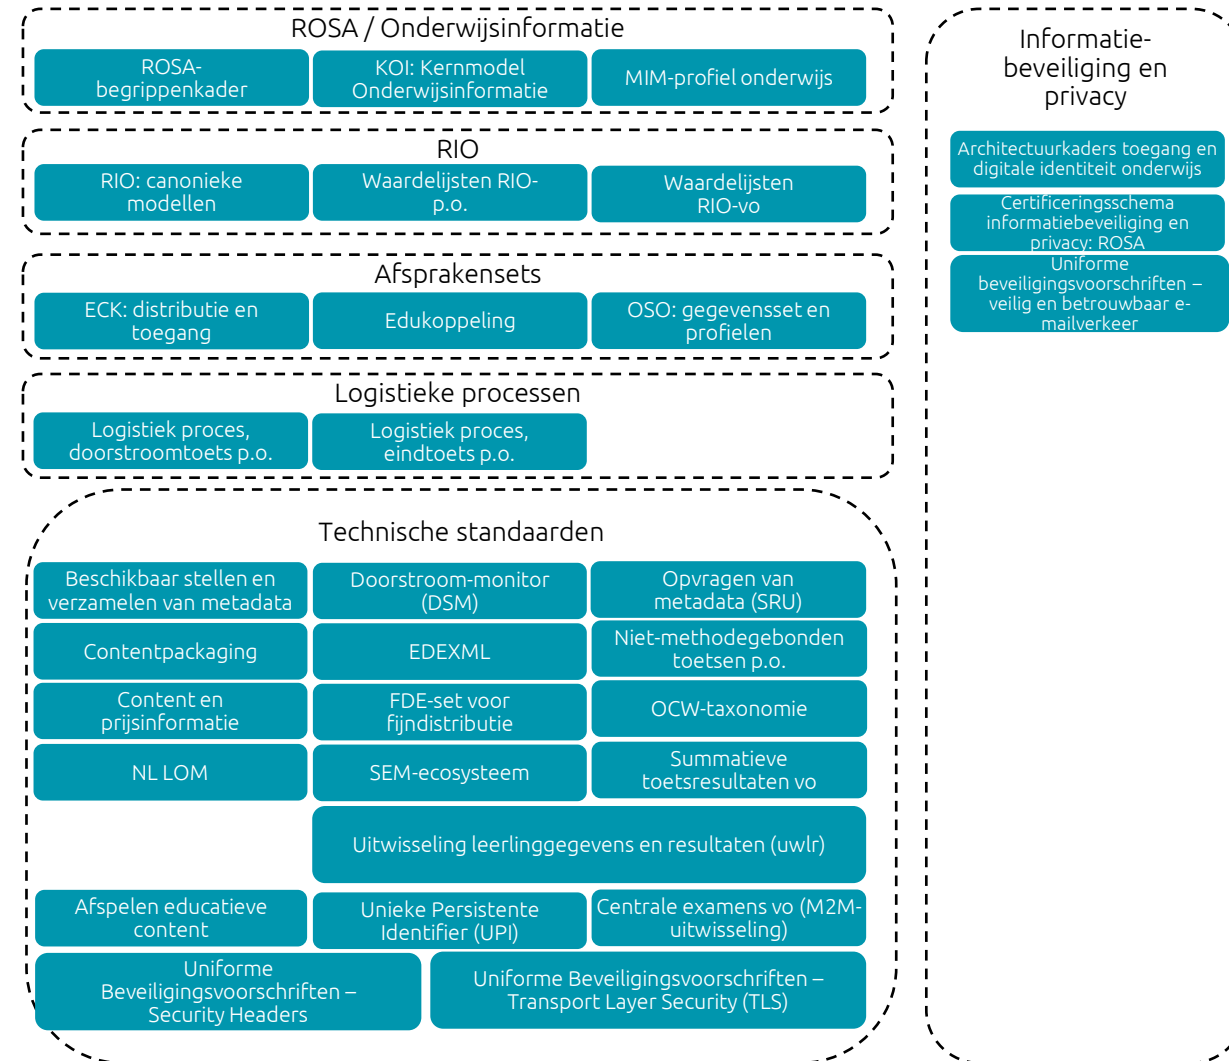 ROSA / Onderwijsinformatie
ROSA-
begrippenkader
KOI: Kernmodel
Onderwijsinformatie
MIM-profiel onderwijs
RIO
RIO: canonieke
modellen
Waardelijsten RIO-
p.o.
Waardelijsten
RIO-vo
Afsprakensets
ECK: distributie en
toegang
Edukoppeling
OSO: gegevensset en
profielen
Logistieke processen
Logistiek proces,
doorstroomtoets p.o.
Logistiek proces,
eindtoets p.o.
Technische standaarden
Beschikbaar stellen en
verzamelen van metadata
Doorstroom-monitor
(DSM)
Opvragen van
metadata (SRU)
Contentpackaging
EDEXML
Niet-methodegebonden
toetsen p.o.
Content en
prijsinformatie
FDE-set voor
fijndistributie
OCW-taxonomie
NL LOM
SEM-ecosysteem
Summatieve
toetsresultaten vo
Uitwisseling leerlinggegevens en resultaten (uwlr)
Afspelen educatieve
content
Unieke Persistente
Identifier (UPI)
Centrale examens vo (M2M-
uitwisseling)
Uniforme
Beveiligingsvoorschriften –
Security Headers
Uniforme Beveiligingsvoorschriften –
Transport Layer Security (TLS)
Informatie-
beveiliging en
privacy
Architectuurkaders toegang en
digitale identiteit onderwijs
Certificeringsschema
informatiebeveiliging en
privacy: ROSA
Uniforme
beveiligingsvoorschriften –
veilig en betrouwbaar e-
mailverkeer